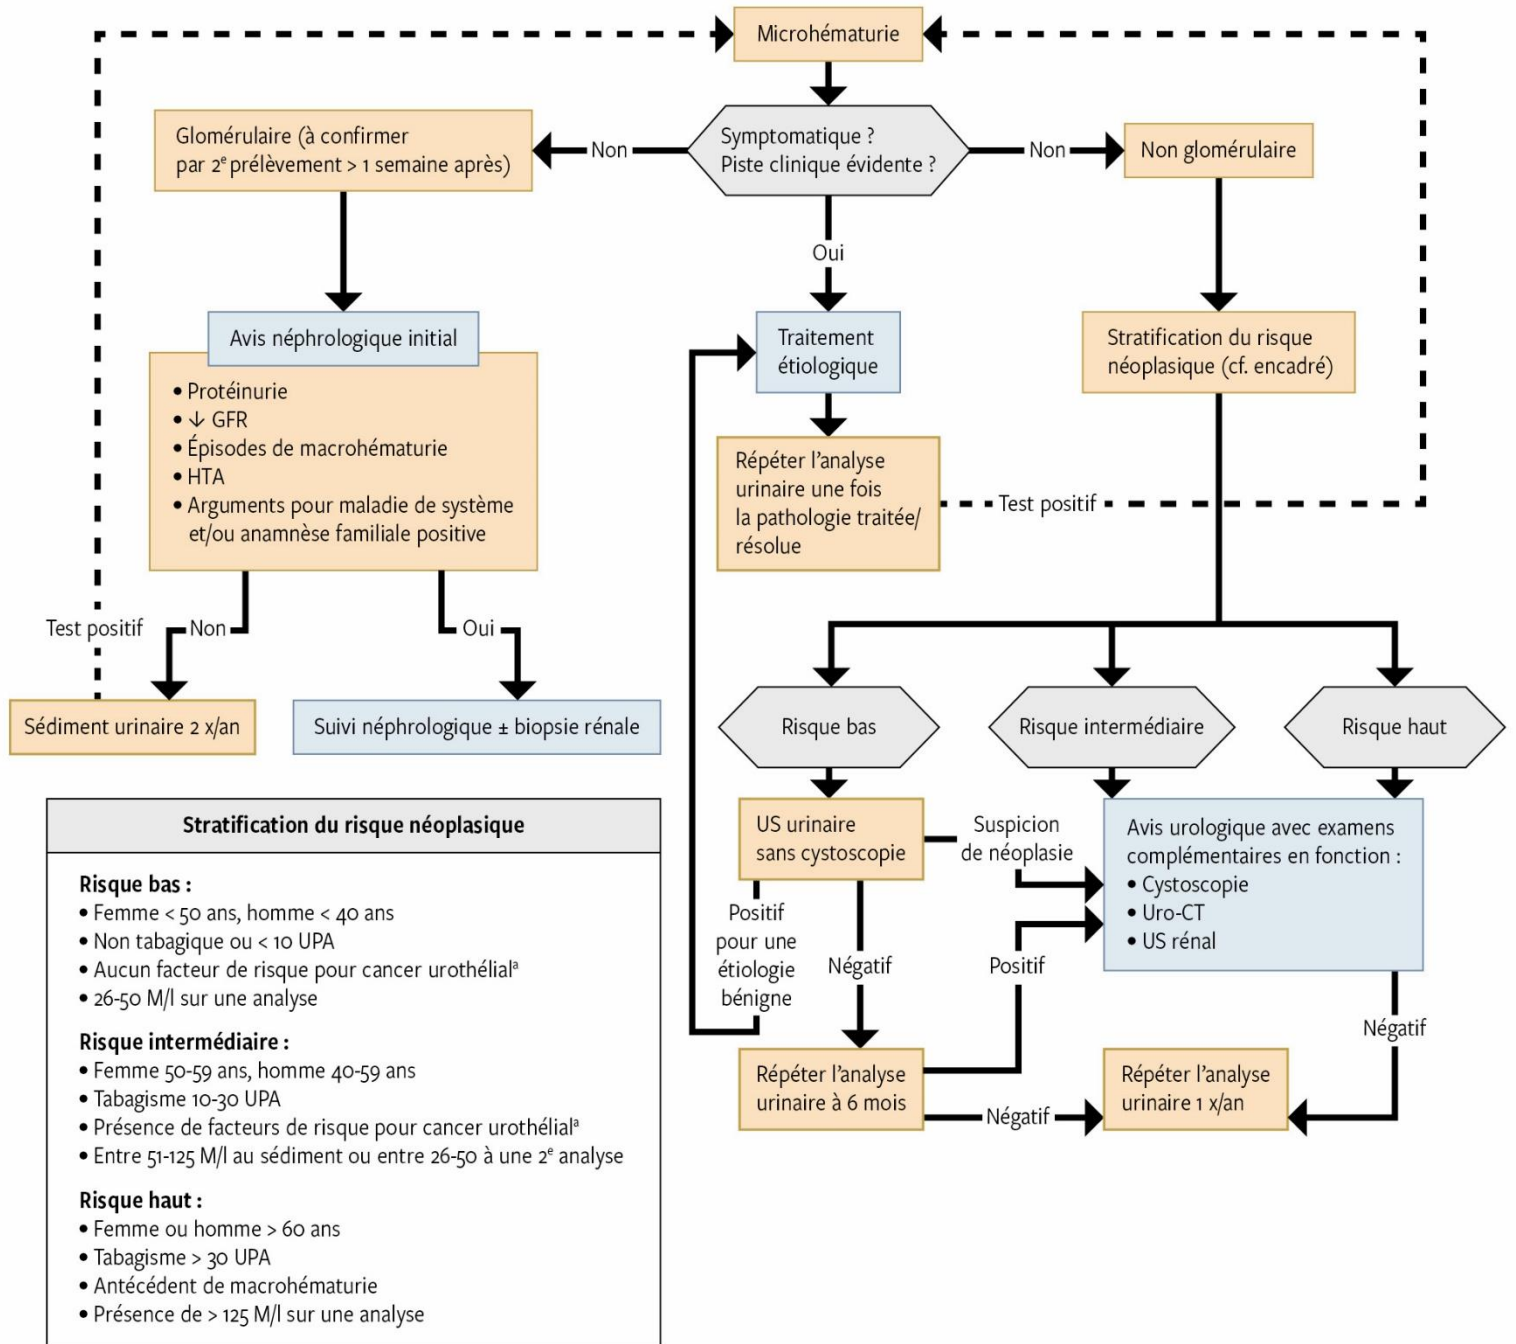 Microhématurie
Glomérulaire (à confirmer
par 2e prélèvement > 1 semaine après)
Non
Symptomatique ?
Piste clinique évidente ?
Non
Non glomérulaire
Oui
Avis néphrologique initial
• Protéinurie
• ↓ GFR
• Épisodes de macrohématurie
• HTA
• Arguments pour maladie de système
et/ou anamnèse familiale positive
Traitement
étiologique
Stratification du risque
néoplasique (cf. encadré)
Répéter l’analyse
urinaire une fois
la pathologie traitée/
résolue
Test positif
Test positif
Non
Oui
Sédiment urinaire 2 x/an
Suivi néphrologique ± biopsie rénale
Risque bas
Risque intermédiaire
Risque haut
US urinaire
sans cystoscopie
Suspicion
de néoplasie
Avis urologique avec examens
complémentaires en fonction :
• Cystoscopie
• Uro-CT
• US rénal
Positif
pour une
étiologie
bénigne
Négatif
Positif
Négatif
Répéter l’analyse
urinaire à 6 mois
Négatif
Répéter l’analyse
urinaire 1 x/an
Stratification du risque néoplasique
Risque bas :
• Femme < 50 ans, homme < 40 ans
• Non tabagique ou < 10 UPA
• Aucun facteur de risque pour cancer urothélialª
• 26-50 M/l sur une analyse
Risque intermédiaire :
• Femme 50-59 ans, homme 40-59 ans
• Tabagisme 10-30 UPA
• Présence de facteurs de risque pour cancer urothélialª
• Entre 51-125 M/l au sédiment ou entre 26-50 à une 2e analyse
Risque haut :
• Femme ou homme > 60 ans
• Tabagisme > 30 UPA
• Antécédent de macrohématurie
• Présence de > 125 M/l sur une analyse